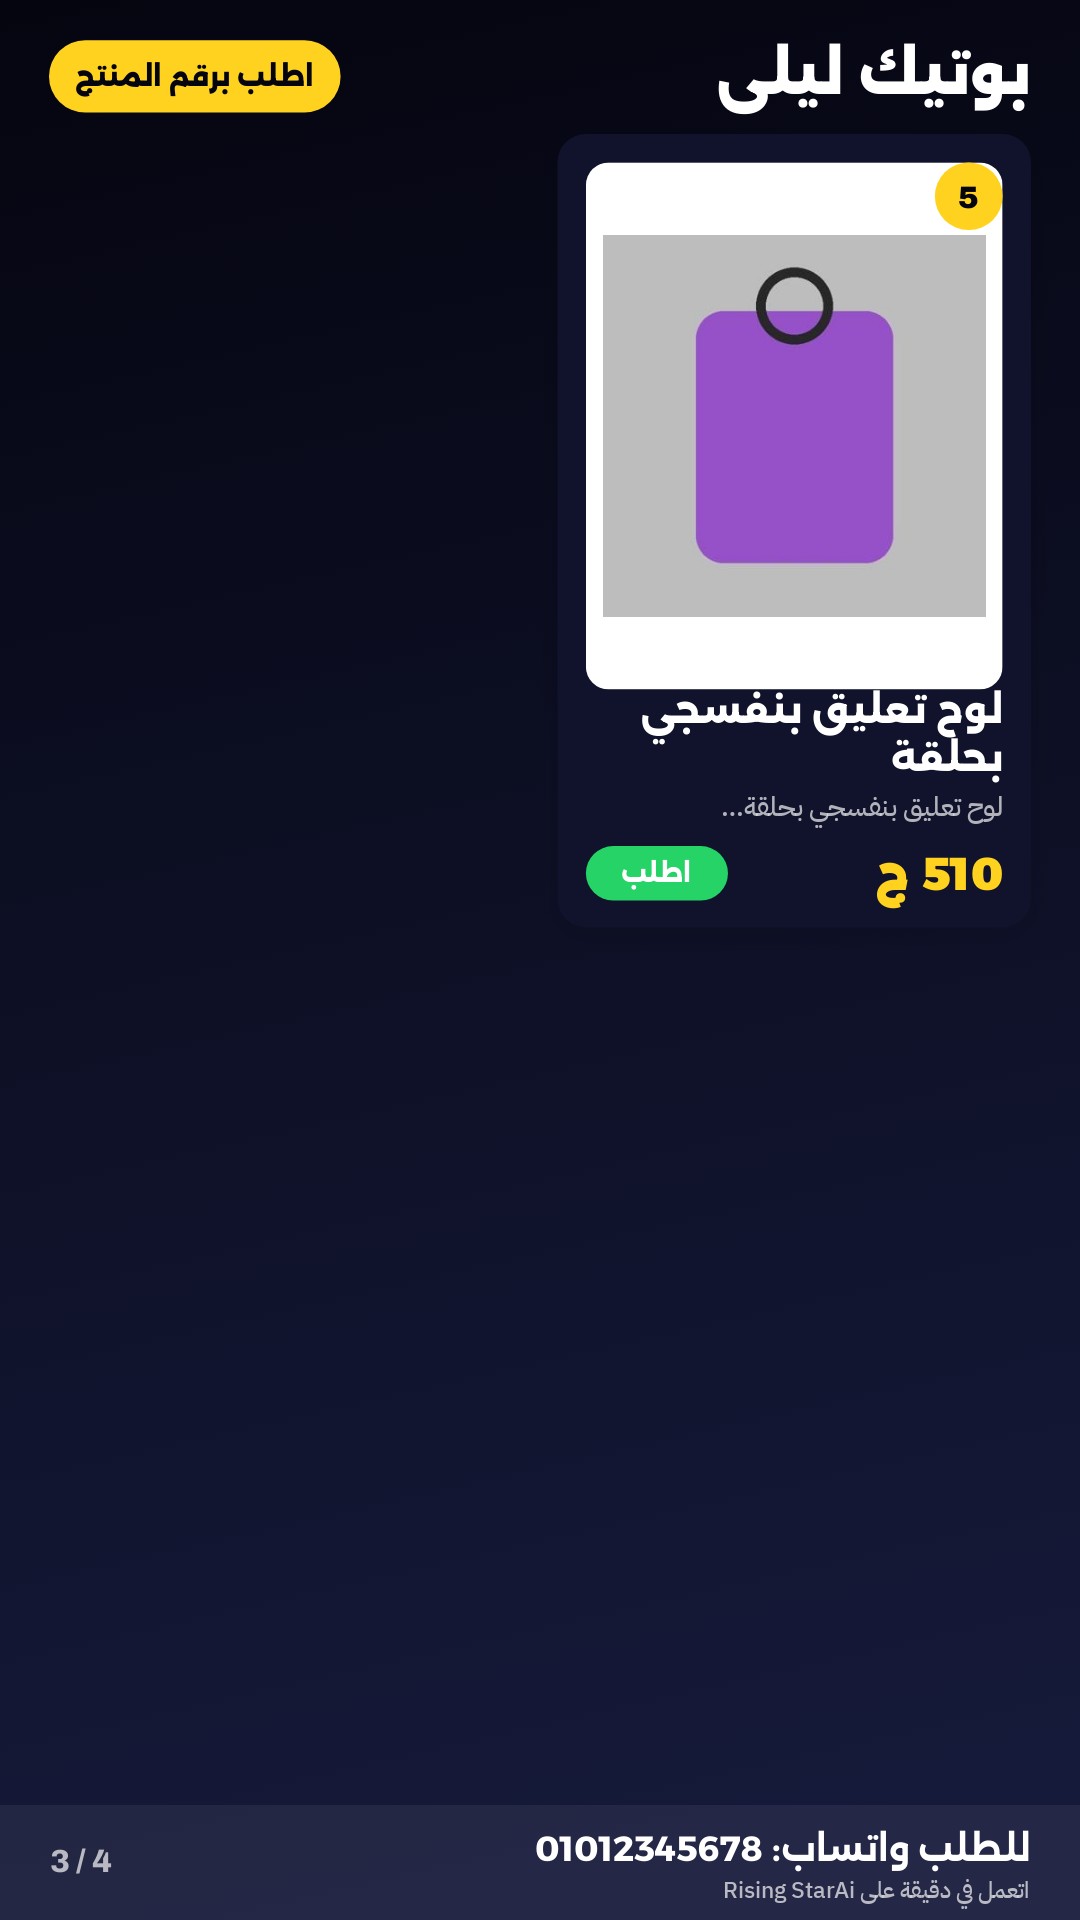 بوتيك ليلى
اطلب برقم المنتج
5
لوح تعليق بنفسجي
بحلقة
لوح تعليق بنفسجي بحلقة...
510 ج
اطلب
للطلب واتساب: 01012345678
اتعمل في دقيقة على Rising StarAi
3 / 4